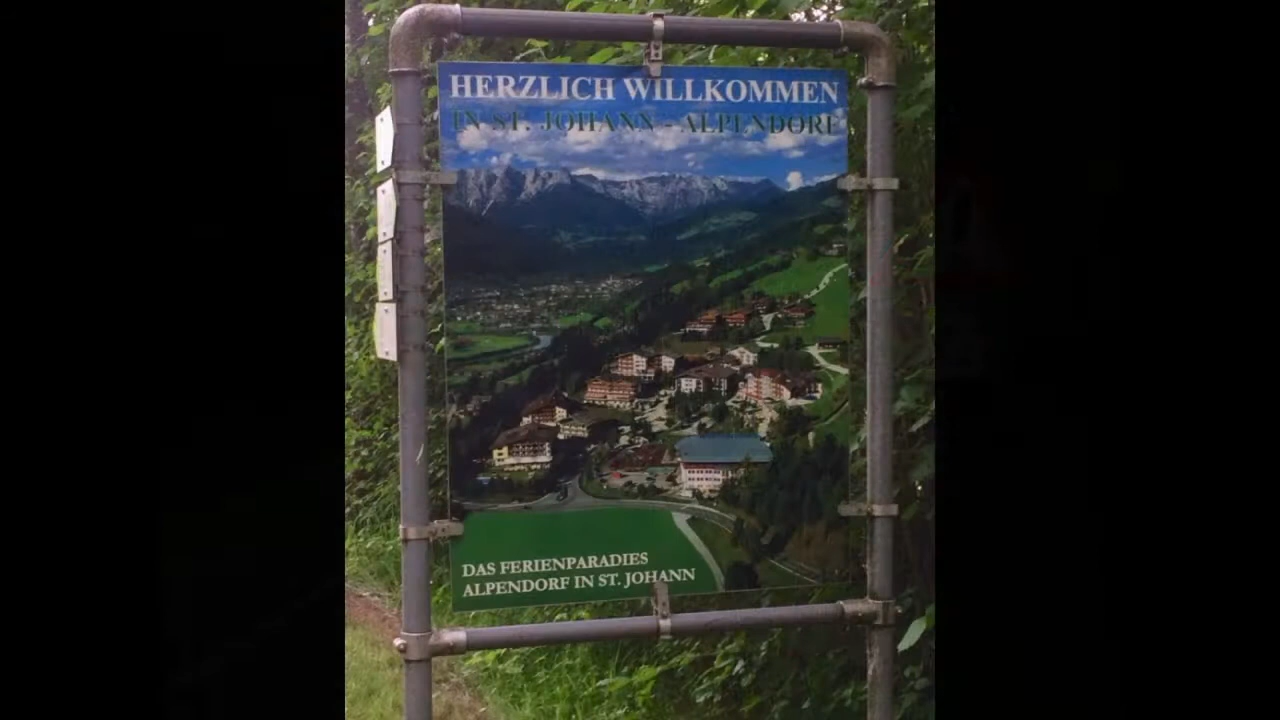 HERZLICH WILLKOMMEN
IN ST. JOHANN - ALPENDORF
DAS FERIENPARADIES
ALPENDORF IN ST. JOHANN